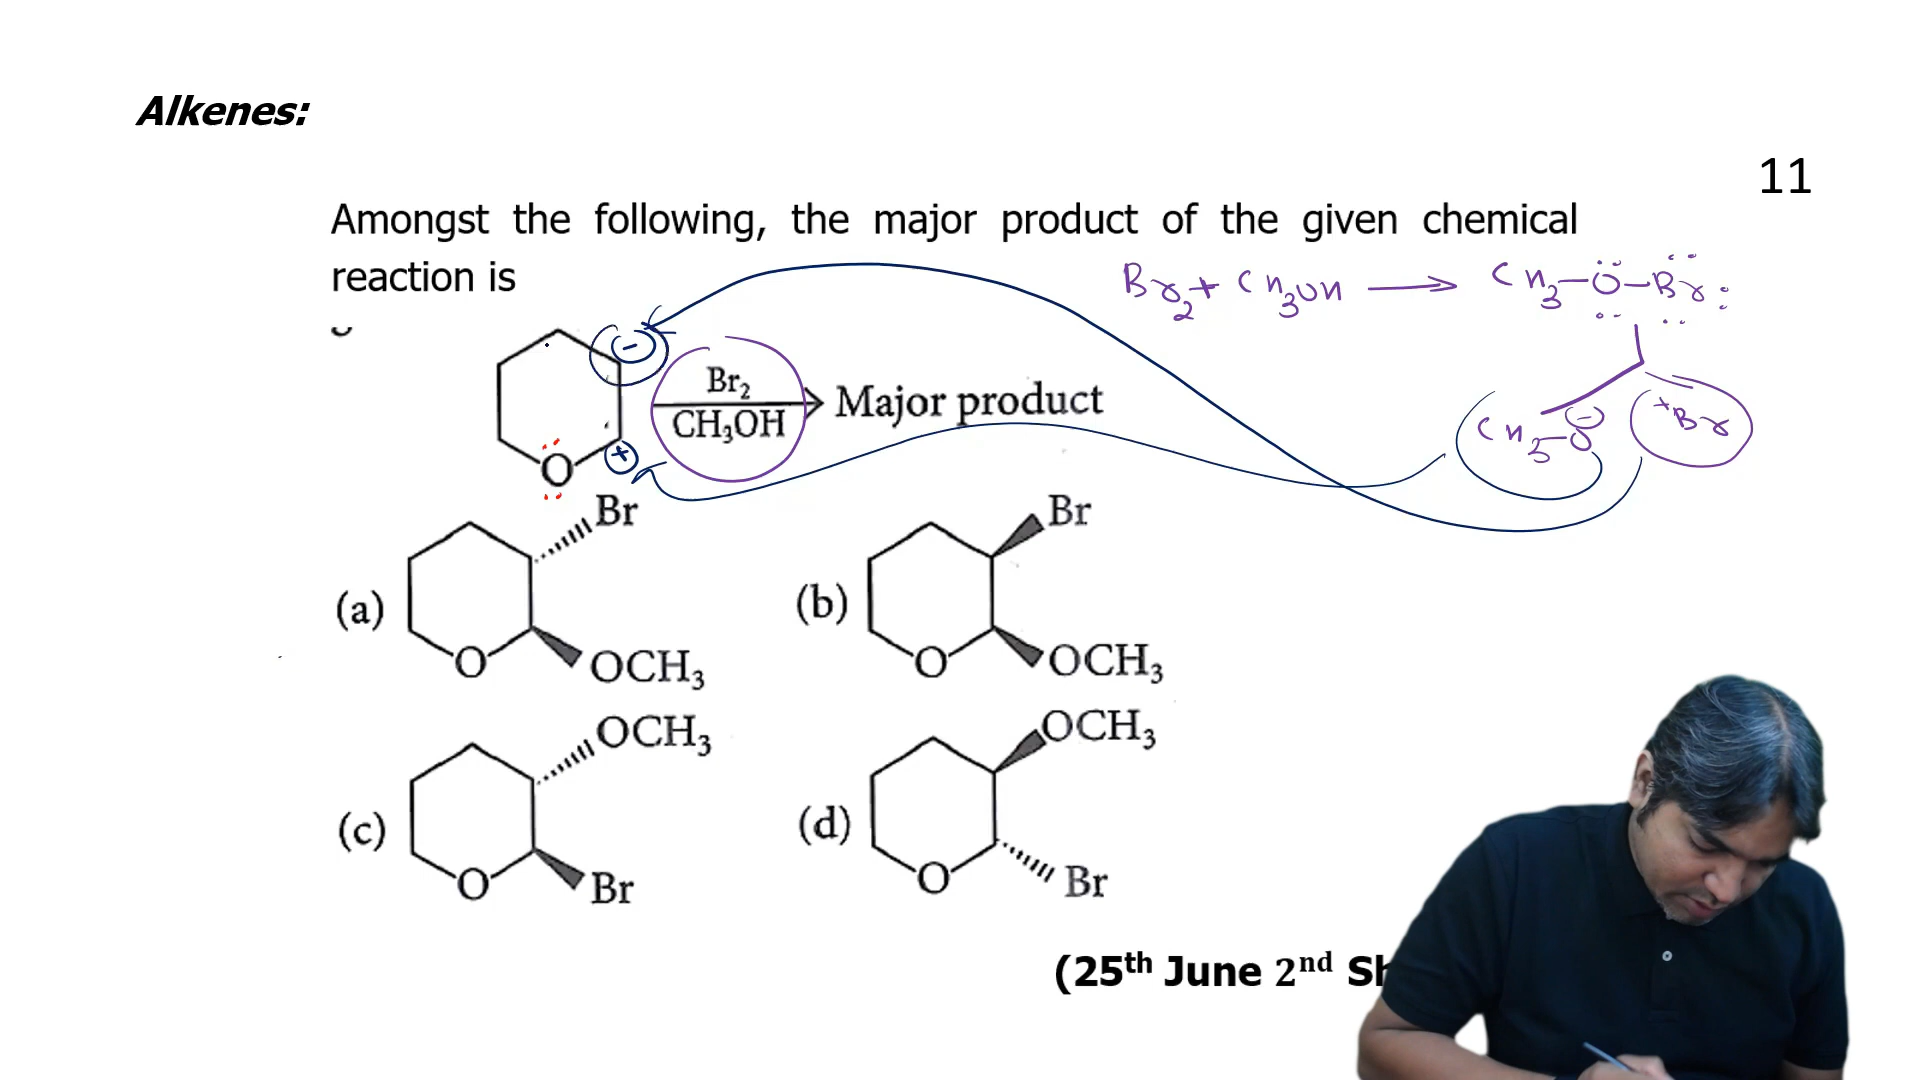 Alkenes:
11
Amongst the following, the major product of the given chemical
reaction is
Br₂ + CH₃OH → CH₃–O–Br
CH₃–O⁻ ⁺Br
O
Br₂
CH₃OH
Major product
(a)
Br
O
OCH₃
(b)
Br
O
OCH₃
(c)
OCH₃
O
Br
(d)
OCH₃
O
Br
(25ᵗʰ June 2ⁿᵈ Sh